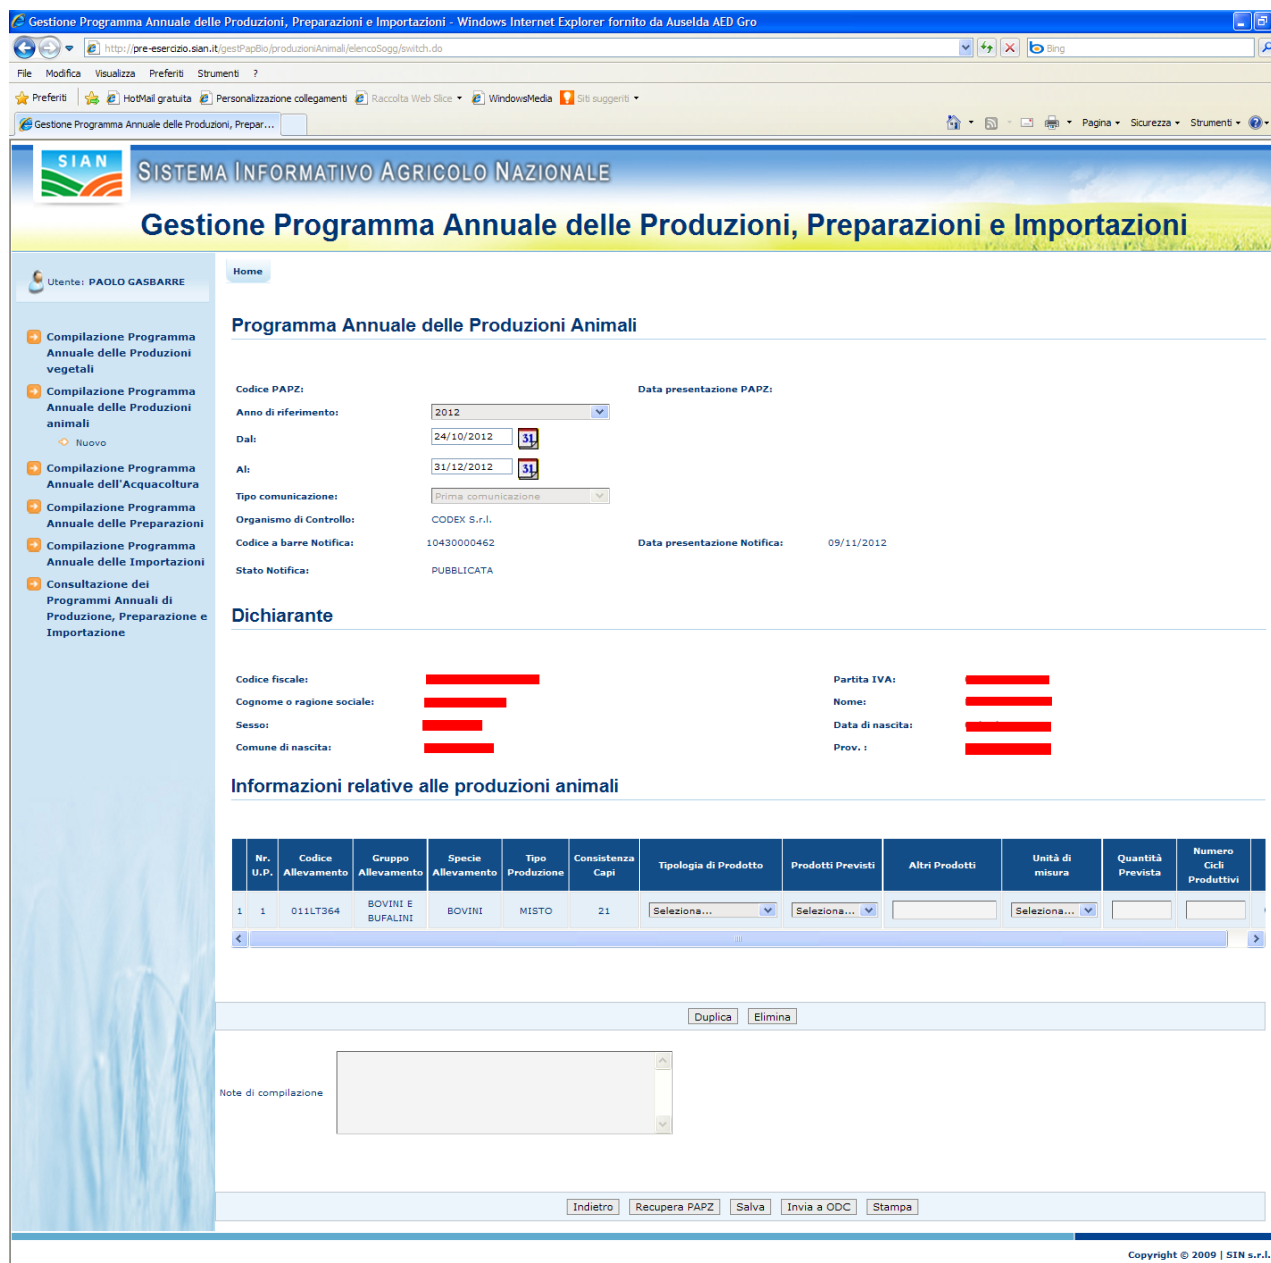 Gestione Programma Annuale delle Produzioni, Preparazioni e Importazioni - Windows Internet Explorer fornito da Auselda AED Gro
http://pre-esercizio.sian.it/gestPapBio/produzioniAnimali/elencoSogg/switch.do
Bing
File Modifica Visualizza Preferiti Strumenti ?
Preferiti HotMail gratuita Personalizzazione collegamenti Raccolta Web Slice WindowsMedia Siti suggeriti
Gestione Programma Annuale delle Produzioni, Prepar...
Pagina Sicurezza Strumenti
SIAN
SISTEMA INFORMATIVO AGRICOLO NAZIONALE
Gestione Programma Annuale delle Produzioni, Preparazioni e Importazioni
Utente: PAOLO GASBARRE
Home
Compilazione Programma
Annuale delle Produzioni
vegetali
Compilazione Programma
Annuale delle Produzioni
animali
Nuovo
Compilazione Programma
Annuale dell'Acquacoltura
Compilazione Programma
Annuale delle Preparazioni
Compilazione Programma
Annuale delle Importazioni
Consultazione dei
Programmi Annuali di
Produzione, Preparazione e
Importazione
Programma Annuale delle Produzioni Animali
Codice PAPZ: Data presentazione PAPZ:
Anno di riferimento: 2012
Dal: 24/10/2012 31
Al: 31/12/2012 31
Tipo comunicazione: Prima comunicazione
Organismo di Controllo: CODEX S.r.l.
Codice a barre Notifica: 10430000462 Data presentazione Notifica: 09/11/2012
Stato Notifica: PUBBLICATA
Dichiarante
Codice fiscale: Partita IVA:
Cognome o ragione sociale: Nome:
Sesso: Data di nascita:
Comune di nascita: Prov. :
Informazioni relative alle produzioni animali
Nr. U.P. Codice Allevamento Gruppo Allevamento Specie Allevamento Tipo Produzione Consistenza Capi Tipologia di Prodotto Prodotti Previsti Altri Prodotti Unità di misura Quantità Prevista Numero Cicli Produttivi
1 1 011LT364 BOVINI E BUFALINI BOVINI MISTO 21 Seleziona... Seleziona... Seleziona...
Duplica Elimina
Note di compilazione
Indietro Recupera PAPZ Salva Invia a ODC Stampa
Copyright © 2009 | SIN s.r.l.